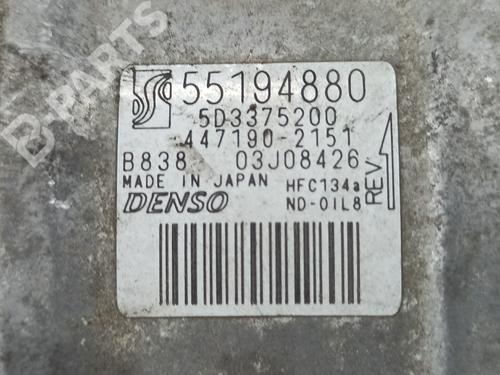 B-PARTS
55194880
5D3375200
447190-2151
B838 03J08426
MADE IN JAPAN HFC134a
DENSO ND-OIL8
REV